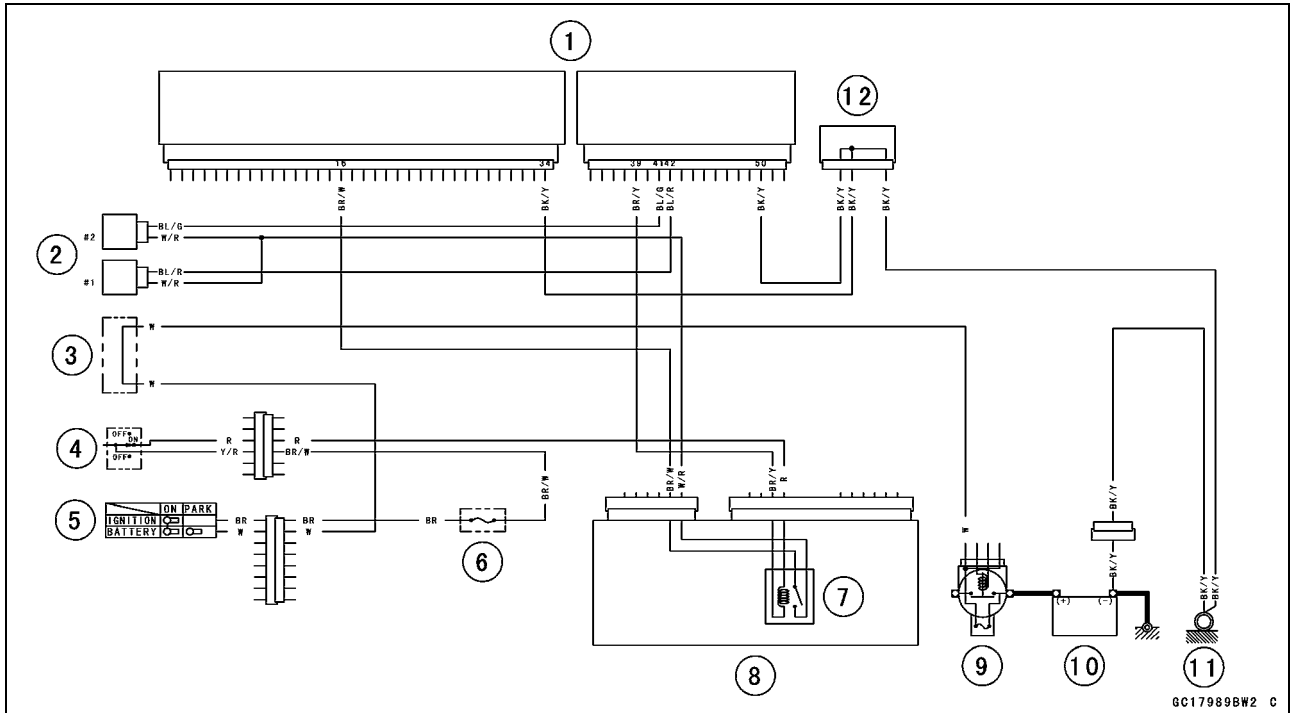 1
12
16
34
39
41 42
50
BR/W
BK/Y
BR/Y
BL/G
BL/R
BK/Y
BK/Y
BK/Y
BK/Y
2
#2
BL/G
W/R
#1
BL/R
W/R
3
W
W
4
OFF
ON
OFF
R
Y/R
R
BR/W
BR/W
5
ON PARK
IGNITION
BATTERY
BR
W
BR
W
BR
6
BR/W
W/R
BR/Y
R
7
8
W
9
BK/Y
BK/Y
(+) (-)
10
BK/Y
BK/Y
11
GC17989BW2 C